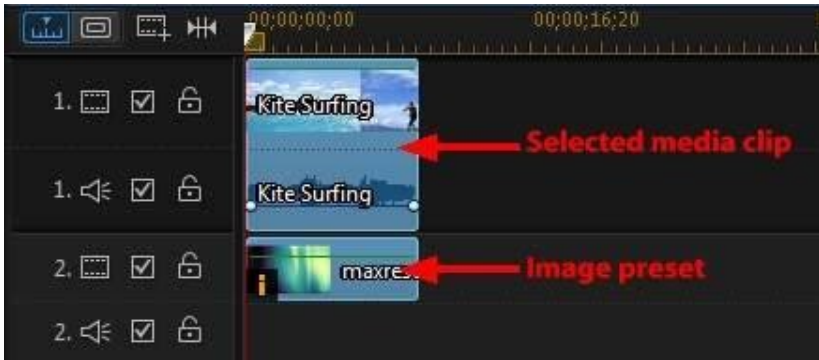 00;00;00;00 00;00;16;20
1. Kite Surfing
Selected media clip
1. Kite Surfing
2. maxres
Image preset
2.